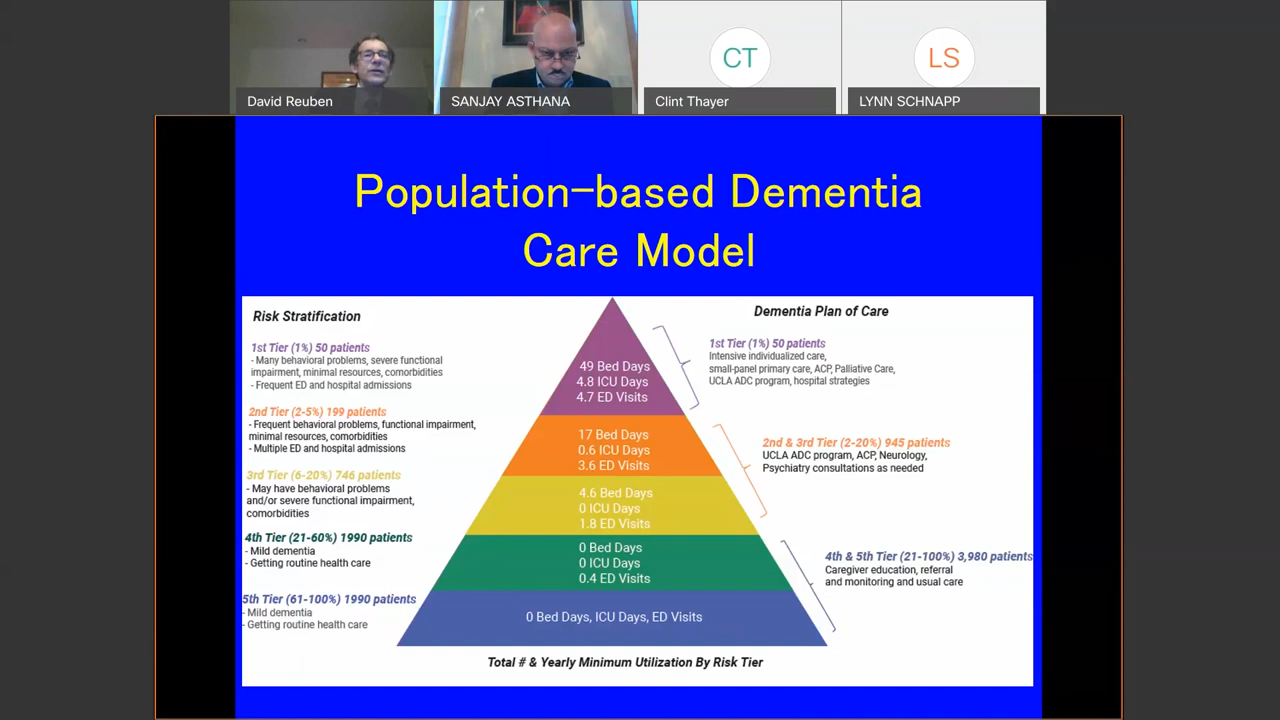 CT
LS
David Reuben
SANJAY ASTHANA
Clint Thayer
LYNN SCHNAPP
Population-based Dementia
Care Model
Risk Stratification
1st Tier (1%) 50 patients
- Many behavioral problems, severe functional
impairment, minimal resources, comorbidities
- Frequent ED and hospital admissions
2nd Tier (2-5%) 199 patients
- Frequent behavioral problems, functional impairment,
minimal resources, comorbidities
- Multiple ED and hospital admissions
3rd Tier (6-20%) 746 patients
- May have behavioral problems
and/or severe functional impairment,
comorbidities
4th Tier (21-60%) 1990 patients
- Mild dementia
- Getting routine health care
5th Tier (61-100%) 1990 patients
- Mild dementia
- Getting routine health care
49 Bed Days
4.8 ICU Days
4.7 ED Visits
17 Bed Days
0.6 ICU Days
3.6 ED Visits
4.6 Bed Days
0 ICU Days
1.8 ED Visits
0 Bed Days
0 ICU Days
0.4 ED Visits
0 Bed Days, ICU Days, ED Visits
Dementia Plan of Care
1st Tier (1%) 50 patients
Intensive individualized care,
small-panel primary care, ACP, Palliative Care,
UCLA ADC program, hospital strategies
2nd & 3rd Tier (2-20%) 945 patients
UCLA ADC program, ACP, Neurology,
Psychiatry consultations as needed
4th & 5th Tier (21-100%) 3,980 patients
Caregiver education, referral
and monitoring and usual care
Total # & Yearly Minimum Utilization By Risk Tier